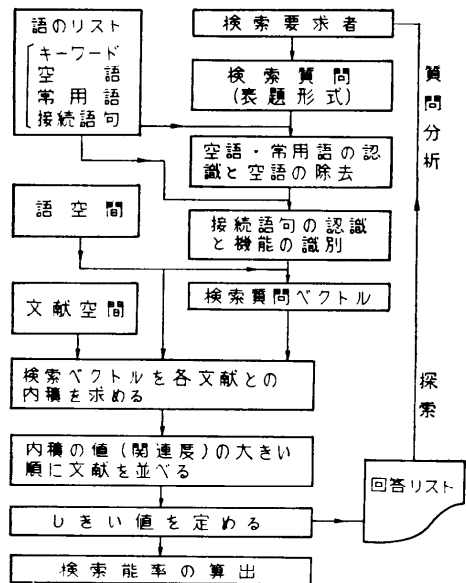 語のリスト
キーワード
空語
常用語
接続語句
検索要求者
検索質問
(表題形式)
空語・常用語の認
識と空語の除去
語空間
接続語句の認識
と機能の識別
文献空間
検索質問ベクトル
検索ベクトルを各文献との
内積を求める
内積の値(関連度)の大きい
順に文献を並べる
しきい値を定める
検索能率の算出
回答リスト
質問分析
探索